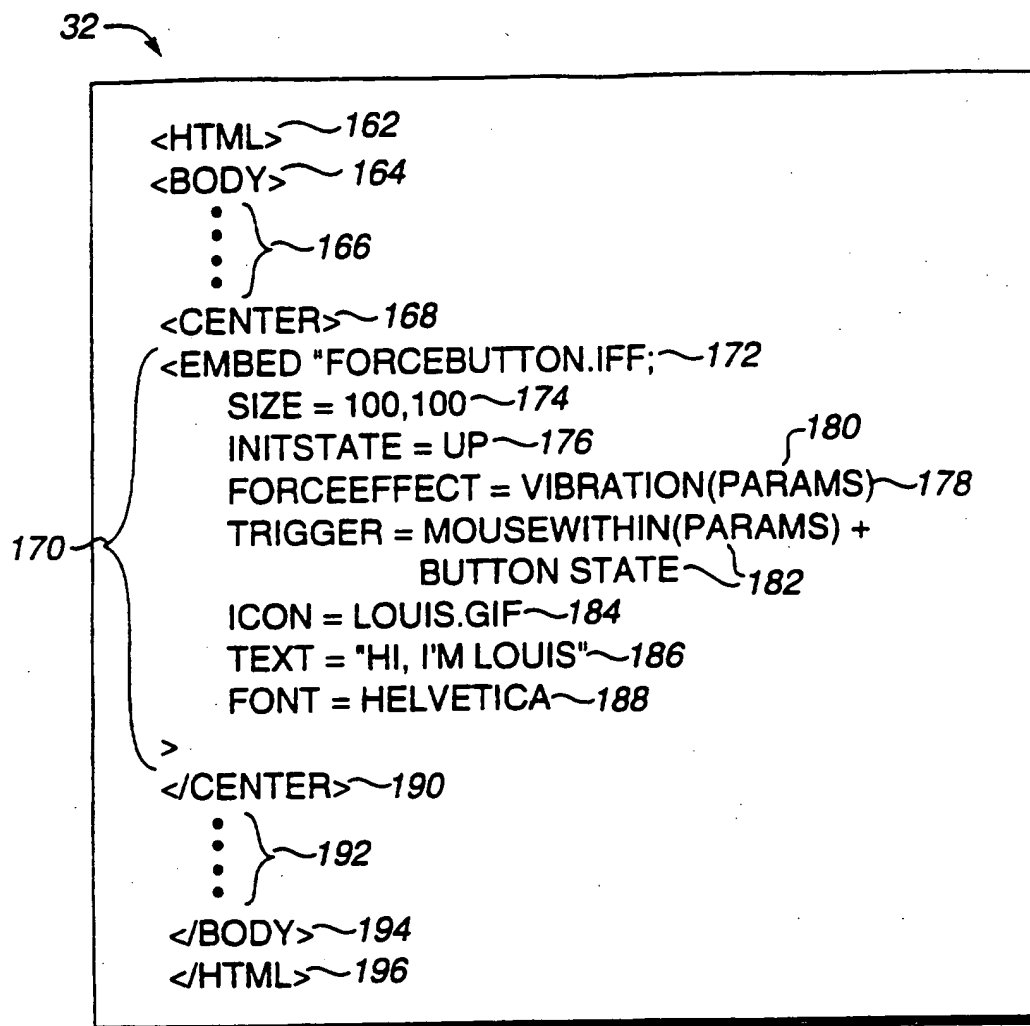 32
<HTML> 162
<BODY> 164
166
<CENTER> 168
<EMBED "FORCEBUTTON.IFF; 172
SIZE = 100,100 174
INITSTATE = UP 176
180
FORCEEFFECT = VIBRATION(PARAMS) 178
TRIGGER = MOUSEWITHIN(PARAMS) +
170
BUTTON STATE 182
ICON = LOUIS.GIF 184
TEXT = "HI, I'M LOUIS" 186
FONT = HELVETICA 188
>
</CENTER> 190
192
</BODY> 194
</HTML> 196